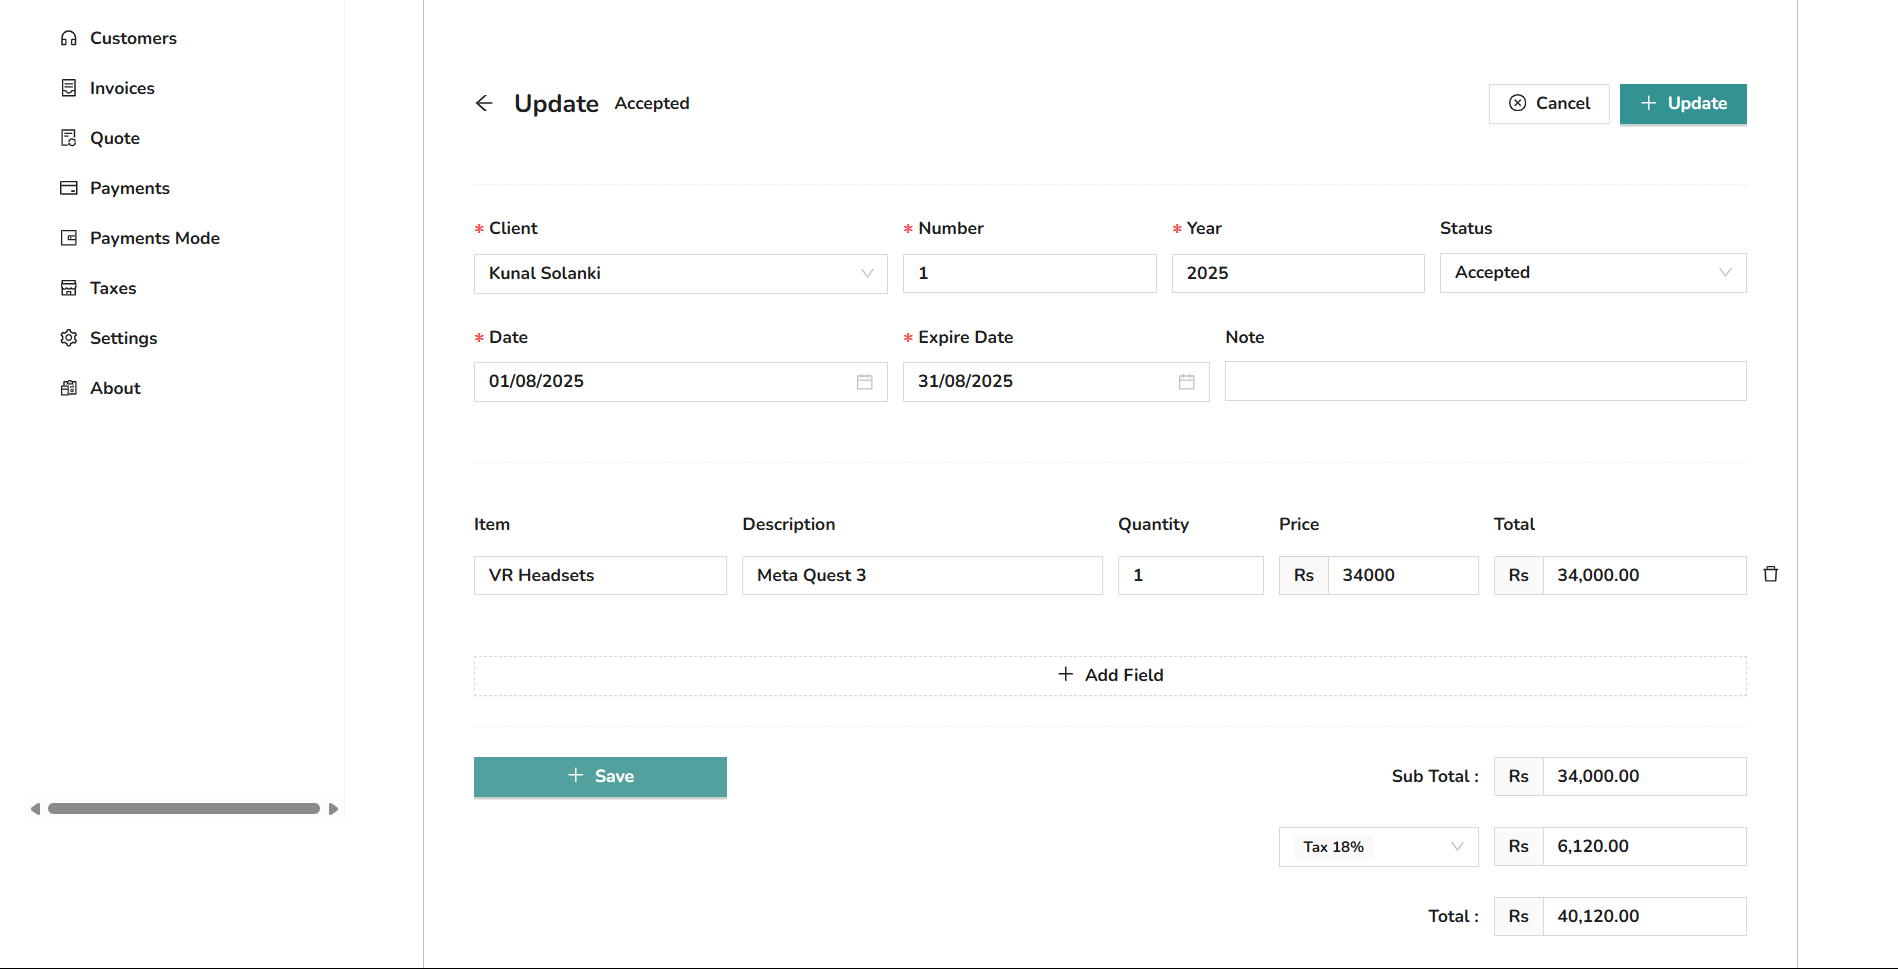 Customers
Invoices
Quote
Payments
Payments Mode
Taxes
Settings
About
Update Accepted
Cancel
Update
* Client
* Number
* Year
Status
Kunal Solanki
1
2025
Accepted
* Date
* Expire Date
Note
01/08/2025
31/08/2025
Item
Description
Quantity
Price
Total
VR Headsets
Meta Quest 3
1
Rs 34000
Rs 34,000.00
+ Add Field
+ Save
Sub Total : Rs 34,000.00
Tax 18% Rs 6,120.00
Total : Rs 40,120.00